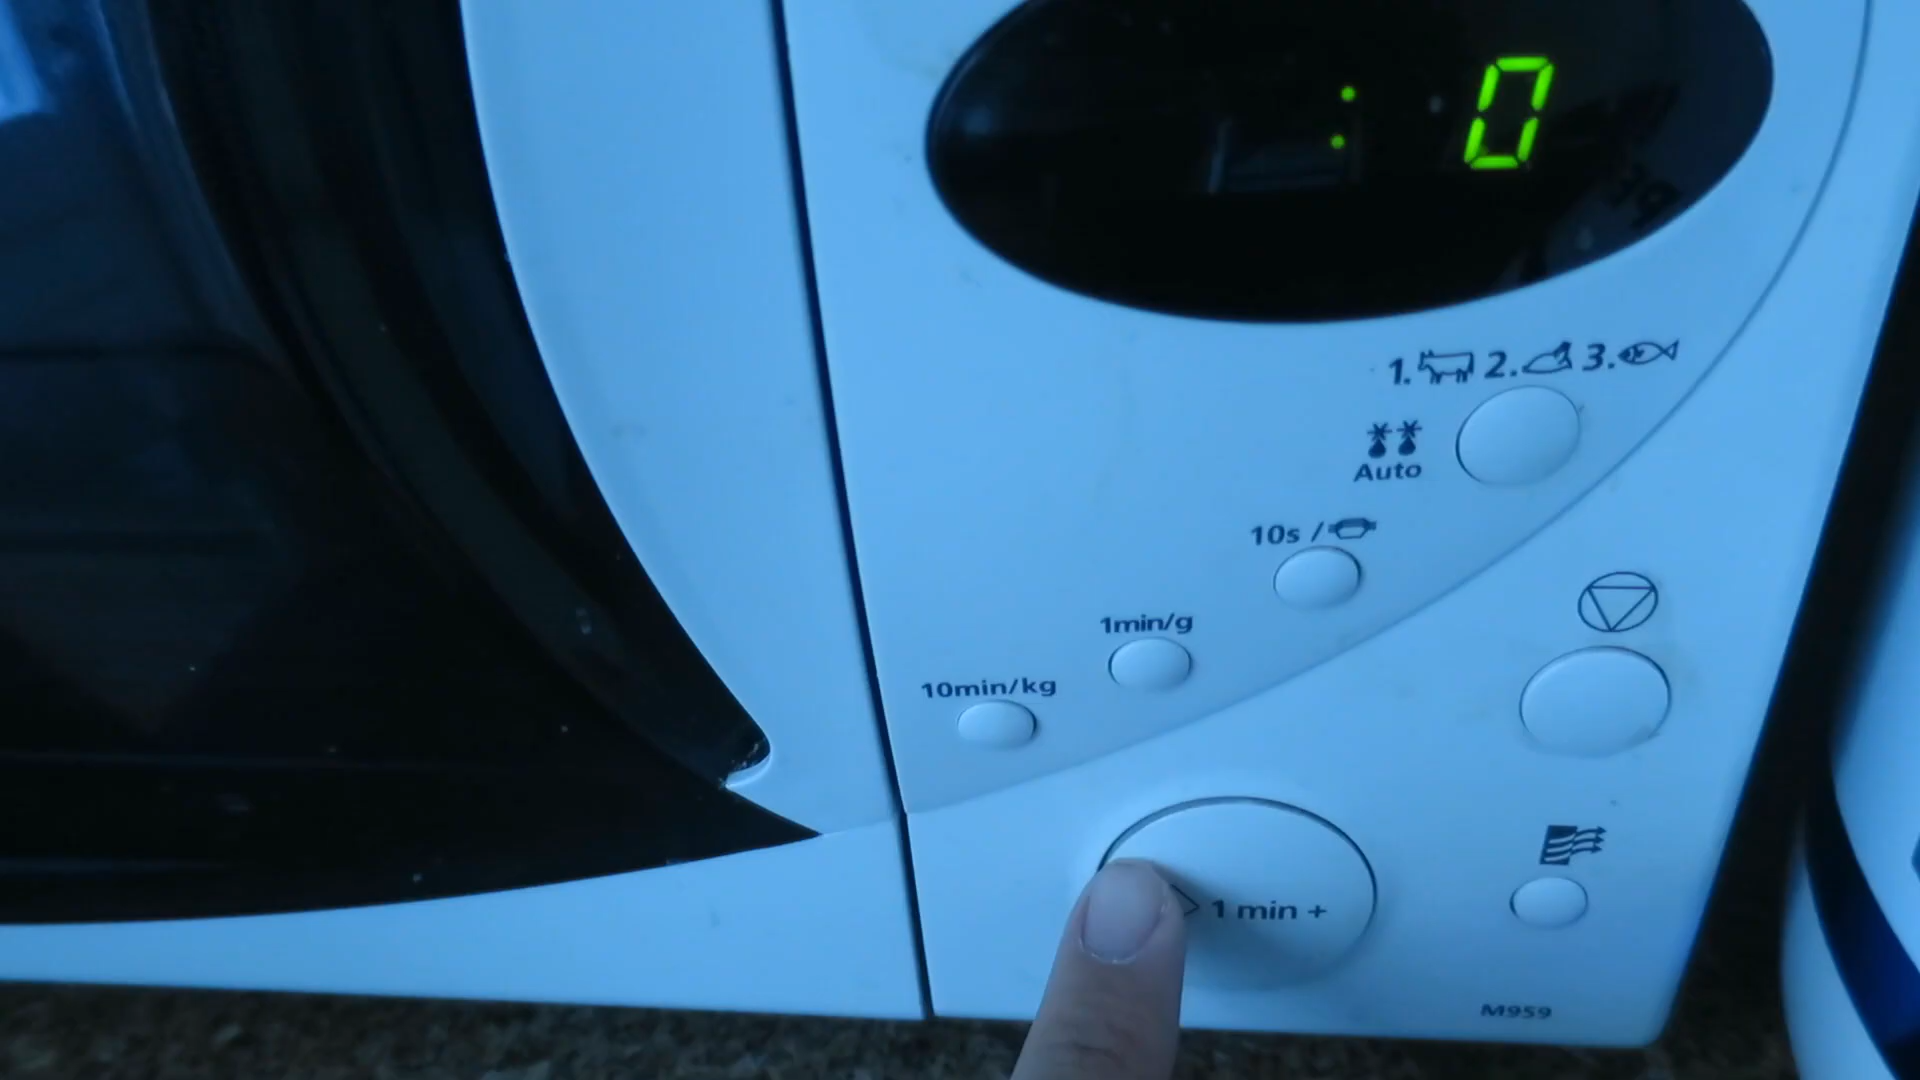 : 0
1. 2. 3.
Auto
10s /
1min/g
10min/kg
1 min +
M959